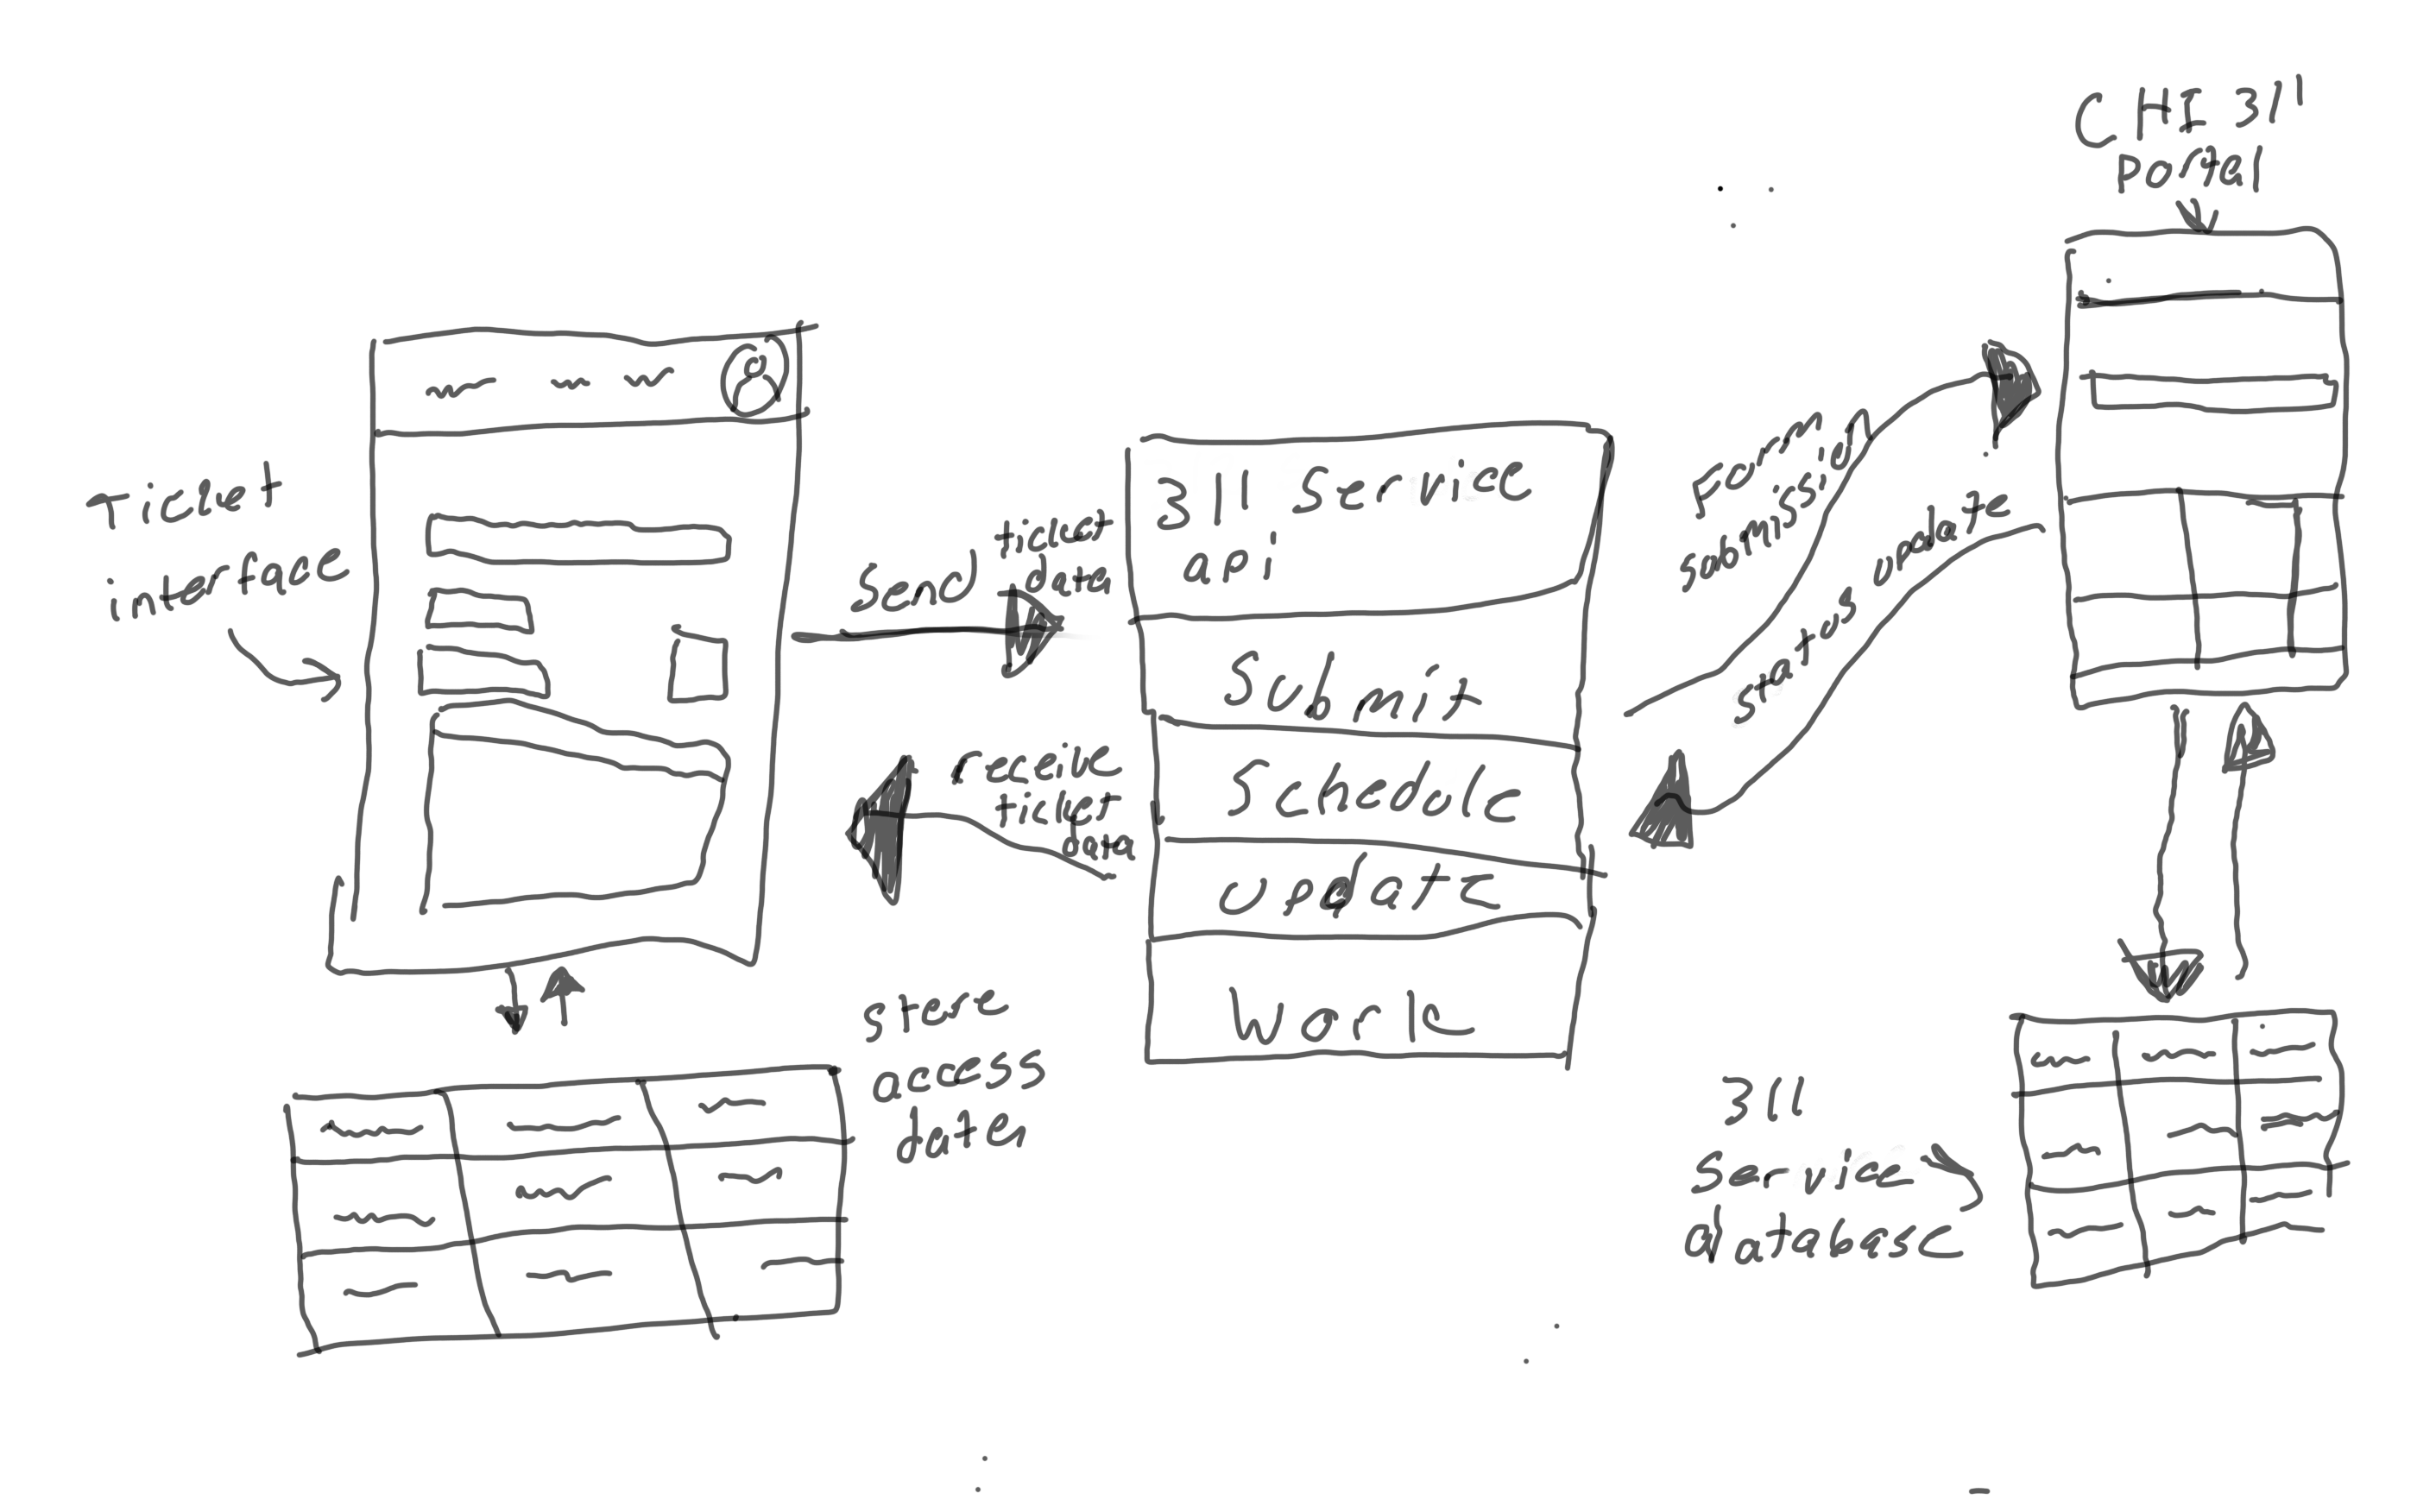 Ticket
interface
send
ticket
data
receive
ticket
data
store
access
data
311 Service
api
Submit
Schedule
update
work
Form
submission
status update
CHI 311
portal
311
service
database